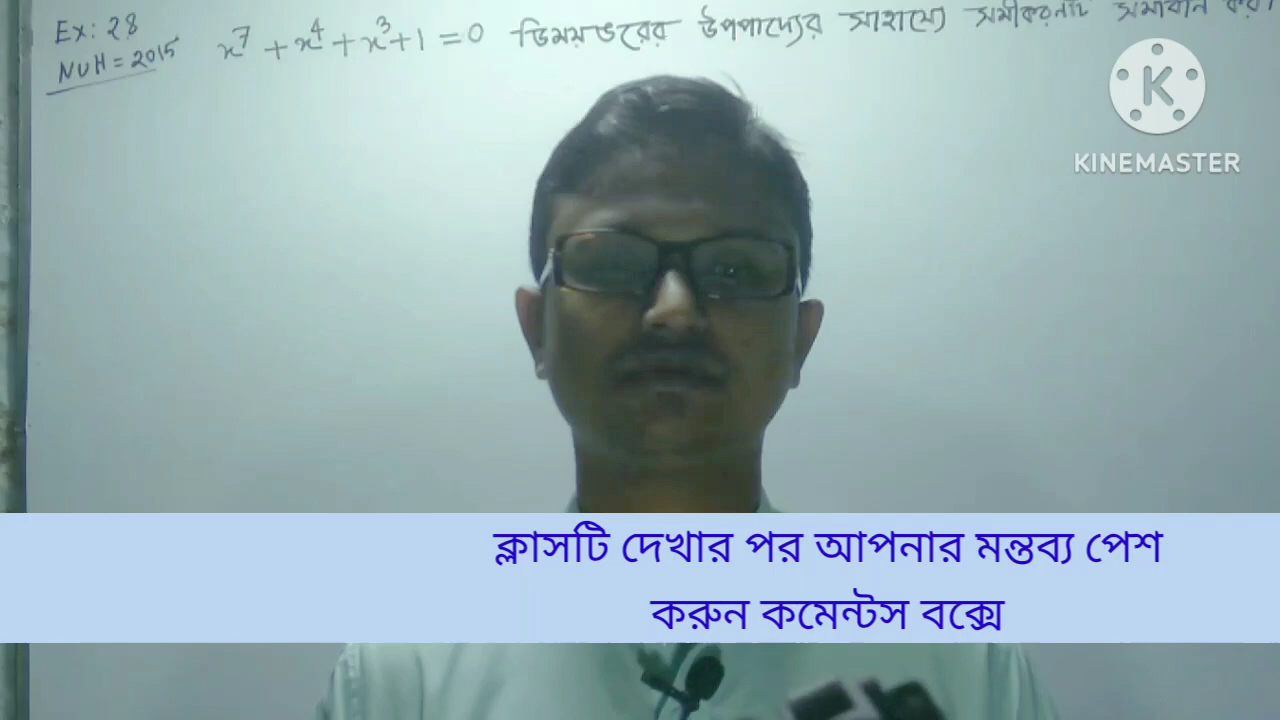 Ex: 28
NUH = 2015
x⁷ + x⁴ + x³ + 1 = 0 ডিময়ভরের উপপাদ্যের সাহায্যে সমীকরণটি সমাধান কর।
KINEMASTER
ক্লাসটি দেখার পর আপনার মন্তব্য পেশ
করুন কমেন্টস বক্সে